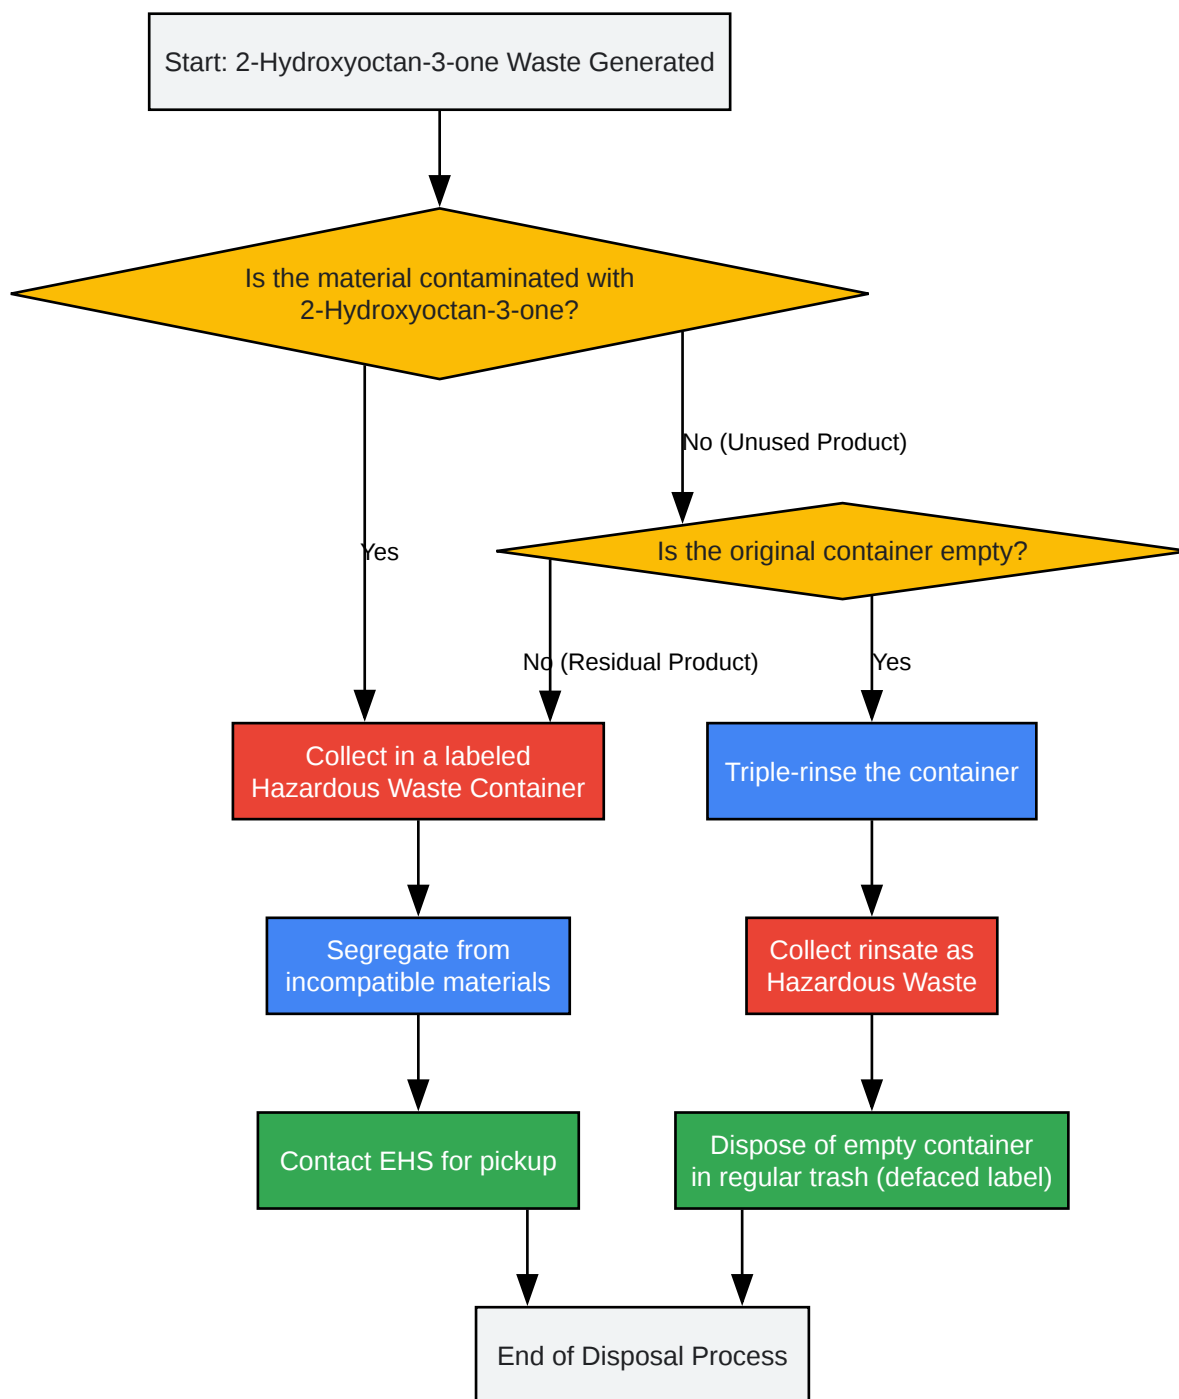 Start: 2-Hydroxyoctan-3-one Waste Generated
Is the material contaminated with
2-Hydroxyoctan-3-one?
No (Unused Product)
Yes
Is the original container empty?
No (Residual Product)
Yes
Collect in a labeled
Hazardous Waste Container
Triple-rinse the container
Segregate from
incompatible materials
Collect rinsate as
Hazardous Waste
Contact EHS for pickup
Dispose of empty container
in regular trash (defaced label)
End of Disposal Process